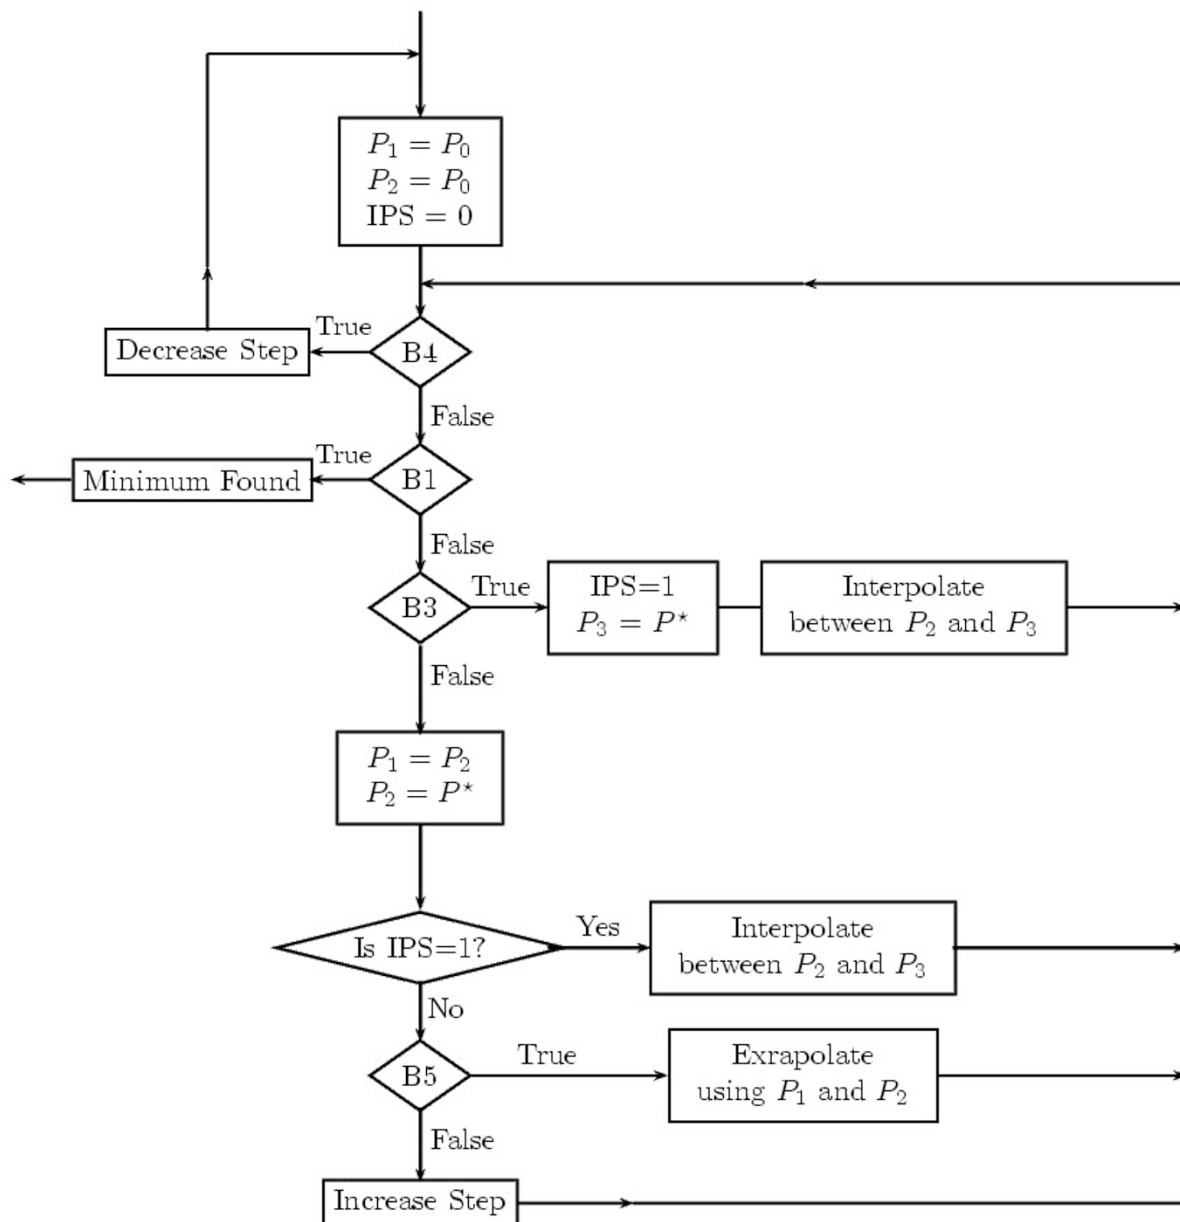 P₁ = P₀
P₂ = P₀
IPS = 0
True
Decrease Step
B4
False
True
Minimum Found
B1
False
B3
True
IPS=1
P₃ = P⋆
Interpolate
between P₂ and P₃
False
P₁ = P₂
P₂ = P⋆
Is IPS=1?
Yes
Interpolate
between P₂ and P₃
No
B5
True
Exrapolate
using P₁ and P₂
False
Increase Step